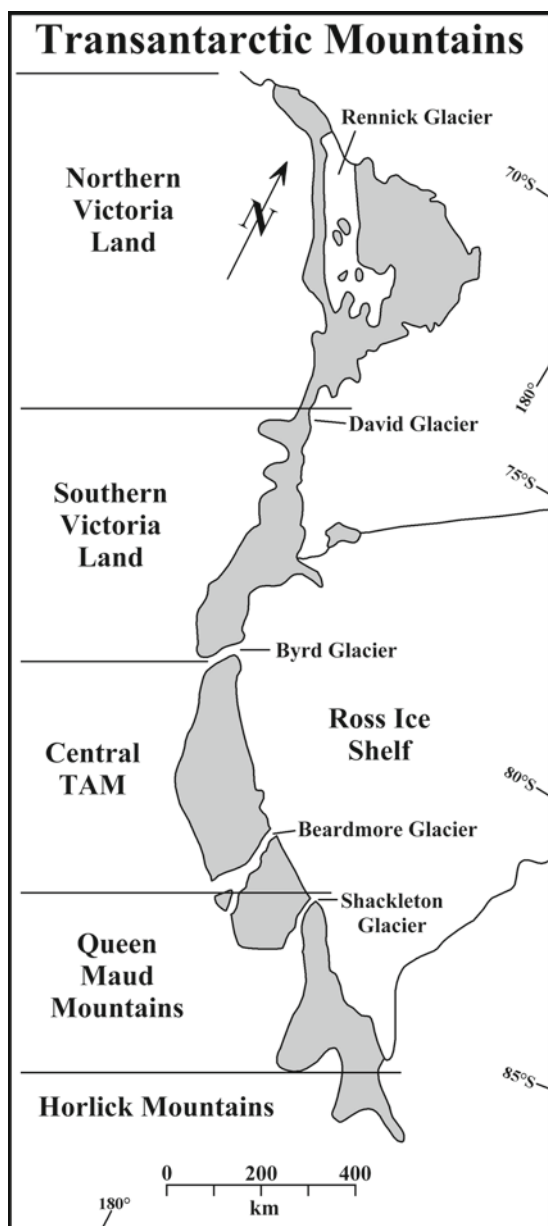 Transantarctic Mountains
Rennick Glacier
70°S
Northern
Victoria
Land
N
180°
David Glacier
75°S
Southern
Victoria
Land
Byrd Glacier
Ross Ice
Shelf
Central
TAM
80°S
Beardmore Glacier
Shackleton
Glacier
Queen
Maud
Mountains
85°S
Horlick Mountains
0 200 400
km
180°